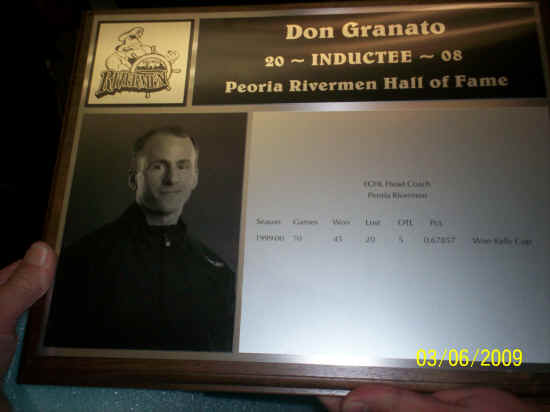 RIVERMEN
Don Granato
20 ~ INDUCTEE ~ 08
Peoria Rivermen Hall of Fame
ECHL Head Coach
Peoria Rivermen
Season Games Won Lost OTL Pct.
1999-00 70 45 20 5 0.67857 Won Kelly Cup
03/06/2009